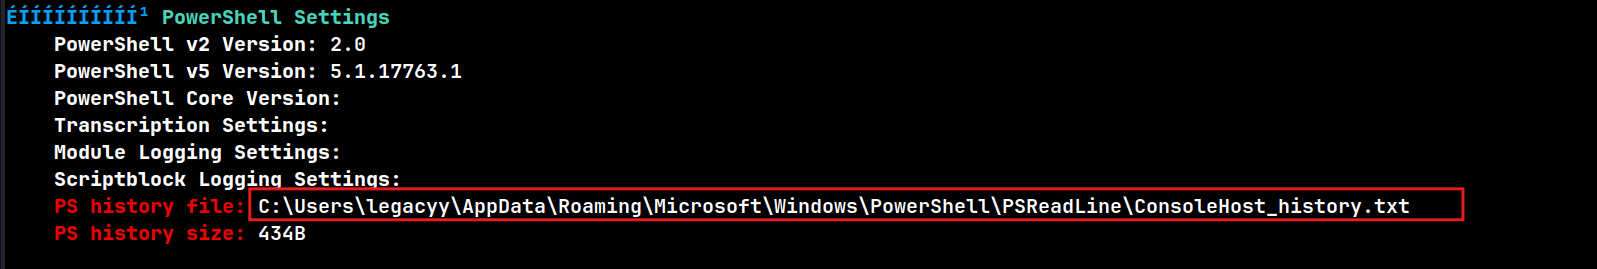 ÉÍÍÍÍÍÍÍÍÍÍ¹ PowerShell Settings
PowerShell v2 Version: 2.0
PowerShell v5 Version: 5.1.17763.1
PowerShell Core Version:
Transcription Settings:
Module Logging Settings:
Scriptblock Logging Settings:
PS history file: C:\Users\legacyy\AppData\Roaming\Microsoft\Windows\PowerShell\PSReadLine\ConsoleHost_history.txt
PS history size: 434B